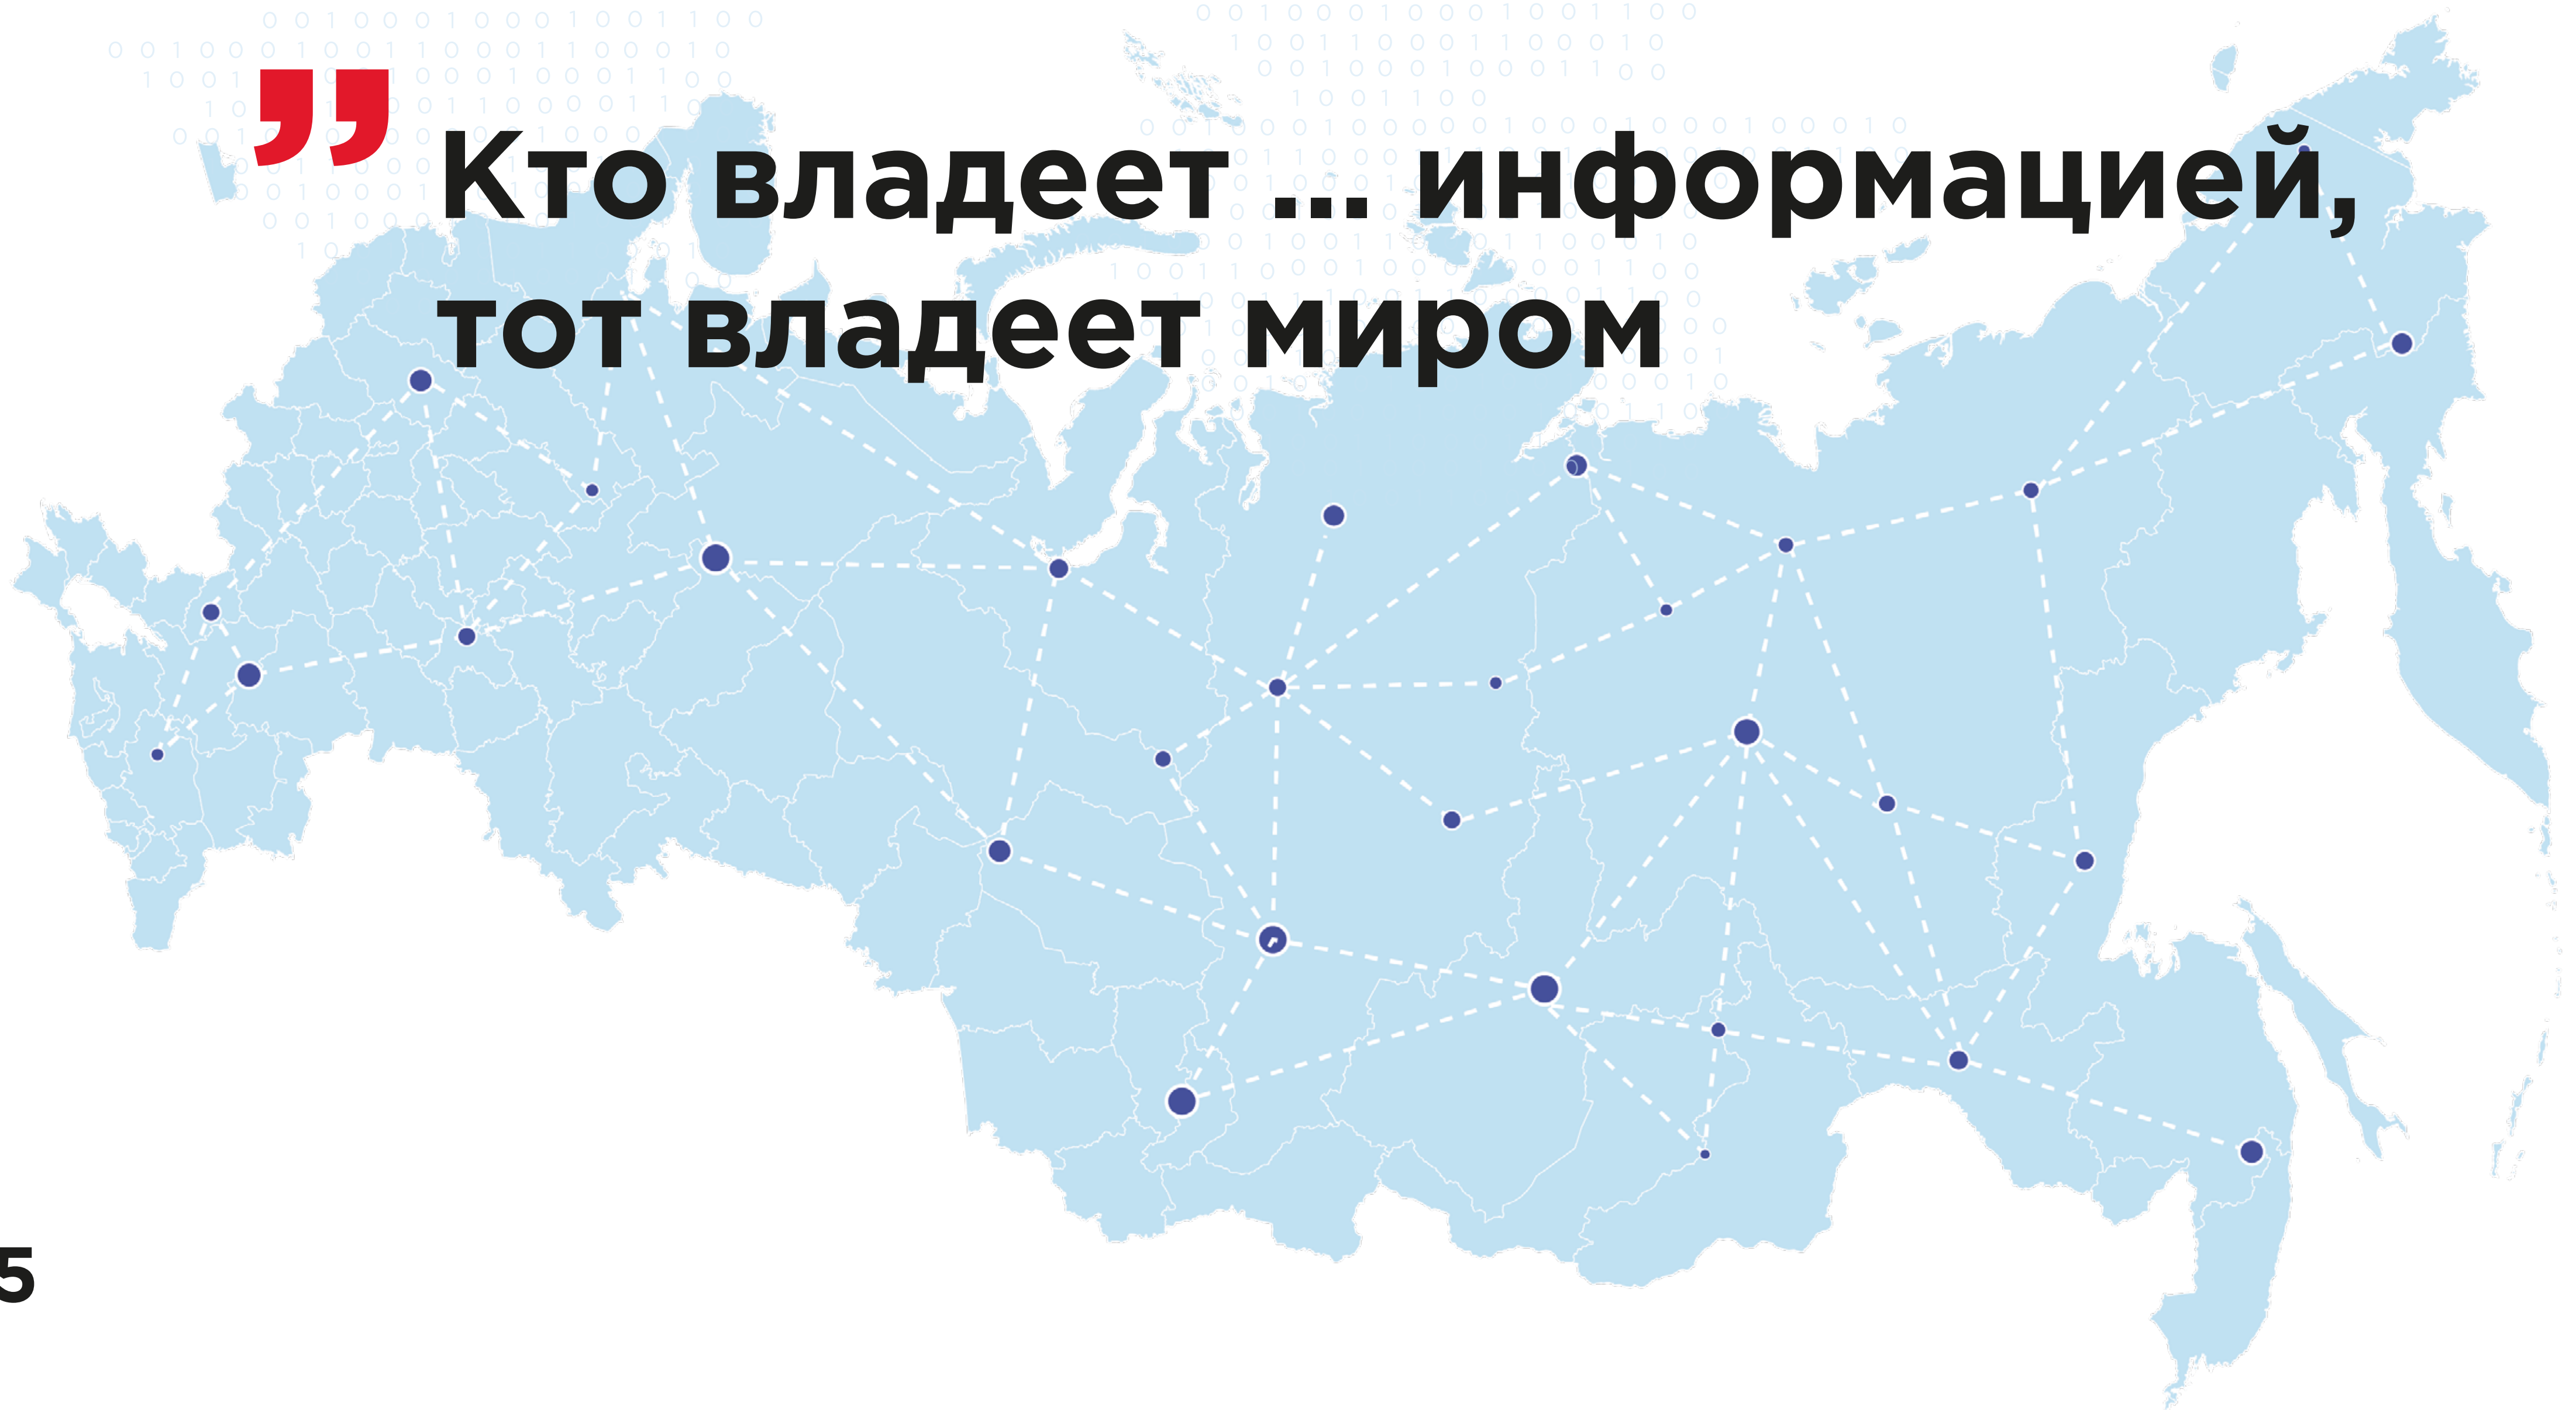 ” Кто владеет ... информацией,
тот владеет миром
5